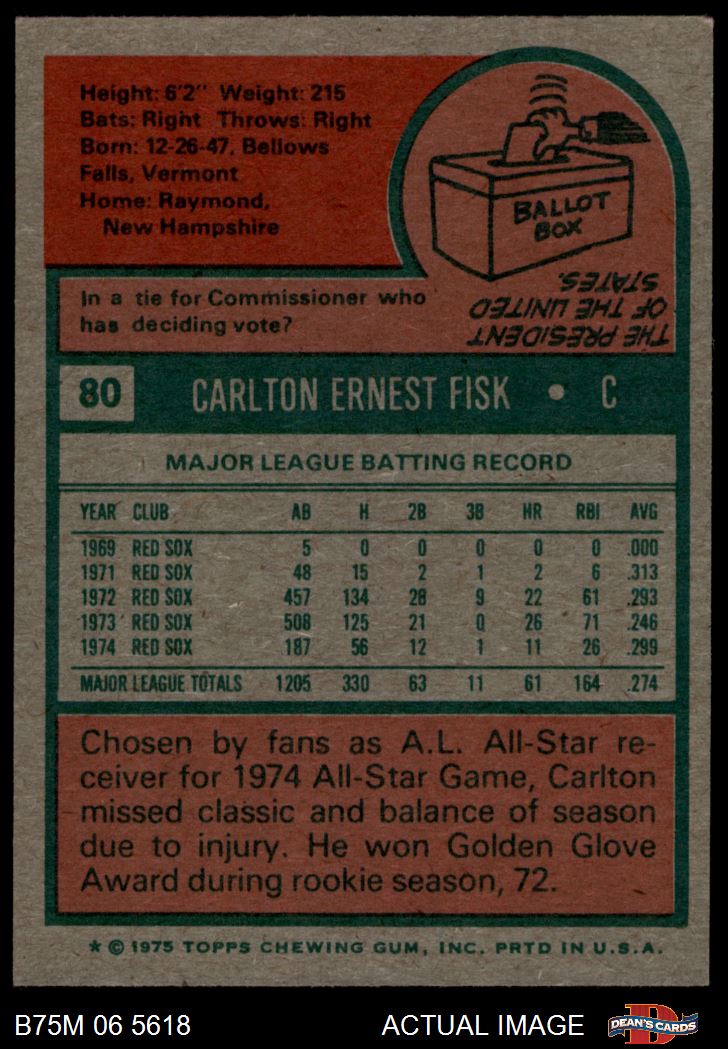 Height: 6'2" Weight: 215
Bats: Right Throws: Right
Born: 12-26-47, Bellows
Falls, Vermont
Home: Raymond,
New Hampshire
BALLOT
BOX
In a tie for Commissioner who
has deciding vote?
THE PRESIDENT
OF THE UNITED
STATES.
80 CARLTON ERNEST FISK • C
MAJOR LEAGUE BATTING RECORD
YEAR CLUB AB H 2B 3B HR RBI AVG
1969 RED SOX 5 0 0 0 0 0 .000
1971 RED SOX 48 15 2 1 2 6 .313
1972 RED SOX 457 134 28 9 22 61 .293
1973 RED SOX 508 125 21 0 26 71 .246
1974 RED SOX 187 56 12 1 11 26 .299
MAJOR LEAGUE TOTALS 1205 330 63 11 61 164 .274
Chosen by fans as A.L. All-Star re-
ceiver for 1974 All-Star Game, Carlton
missed classic and balance of season
due to injury. He won Golden Glove
Award during rookie season, 72.
* © 1975 TOPPS CHEWING GUM, INC. PRTD IN U.S.A.
B75M 06 5618 ACTUAL IMAGE DEAN'S CARDS